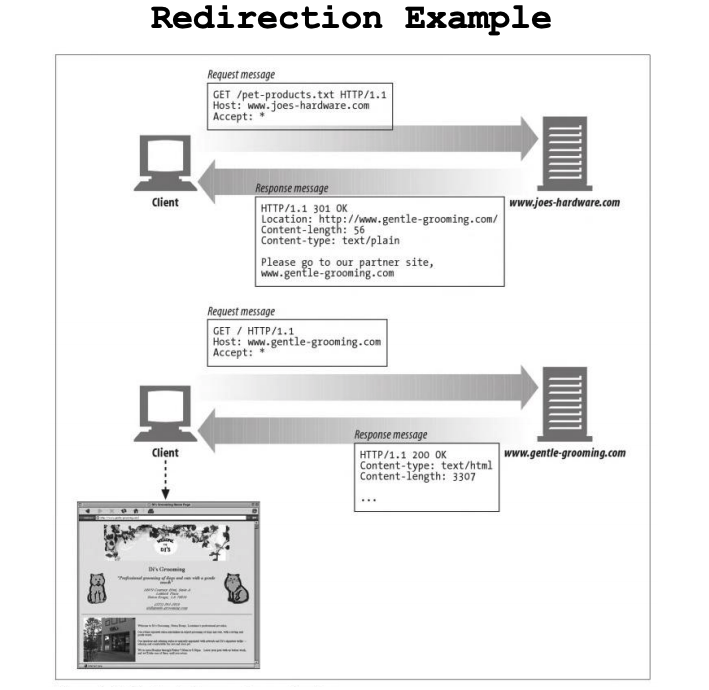 Redirection Example
Request message
GET /pet-products.txt HTTP/1.1
Host: www.joes-hardware.com
Accept: *
Client
www.joes-hardware.com
Response message
HTTP/1.1 301 OK
Location: http://www.gentle-grooming.com/
Content-length: 56
Content-type: text/plain
Please go to our partner site,
www.gentle-grooming.com
Request message
GET / HTTP/1.1
Host: www.gentle-grooming.com
Accept: *
Client
www.gentle-grooming.com
Response message
HTTP/1.1 200 OK
Content-type: text/html
Content-length: 3307
...
DJ'S
Di's Grooming
"Professional grooming of dogs and cats with a gentle
touch"